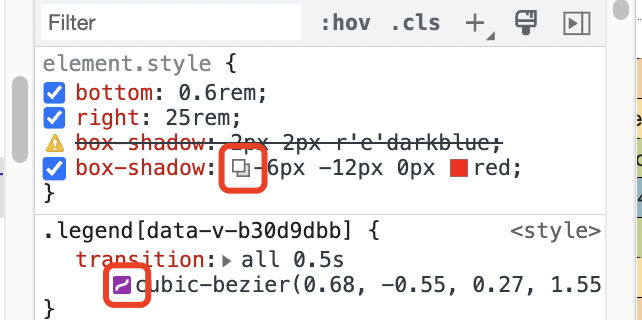 Filter :hov .cls
element.style {
bottom: 0.6rem;
right: 25rem;
box-shadow: 2px 2px r'e'darkblue;
box-shadow: -6px -12px 0px red;
}
.legend[data-v-b30d9dbb] { <style>
transition: all 0.5s
cubic-bezier(0.68, -0.55, 0.27, 1.55
}